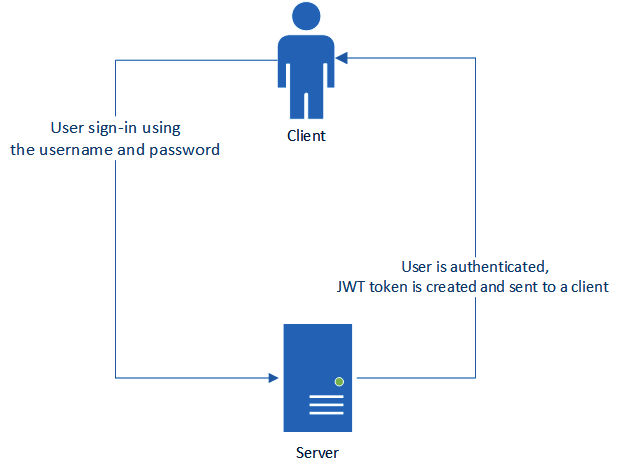 Client
User sign-in using
the username and password
User is authenticated,
JWT token is created and sent to a client
Server